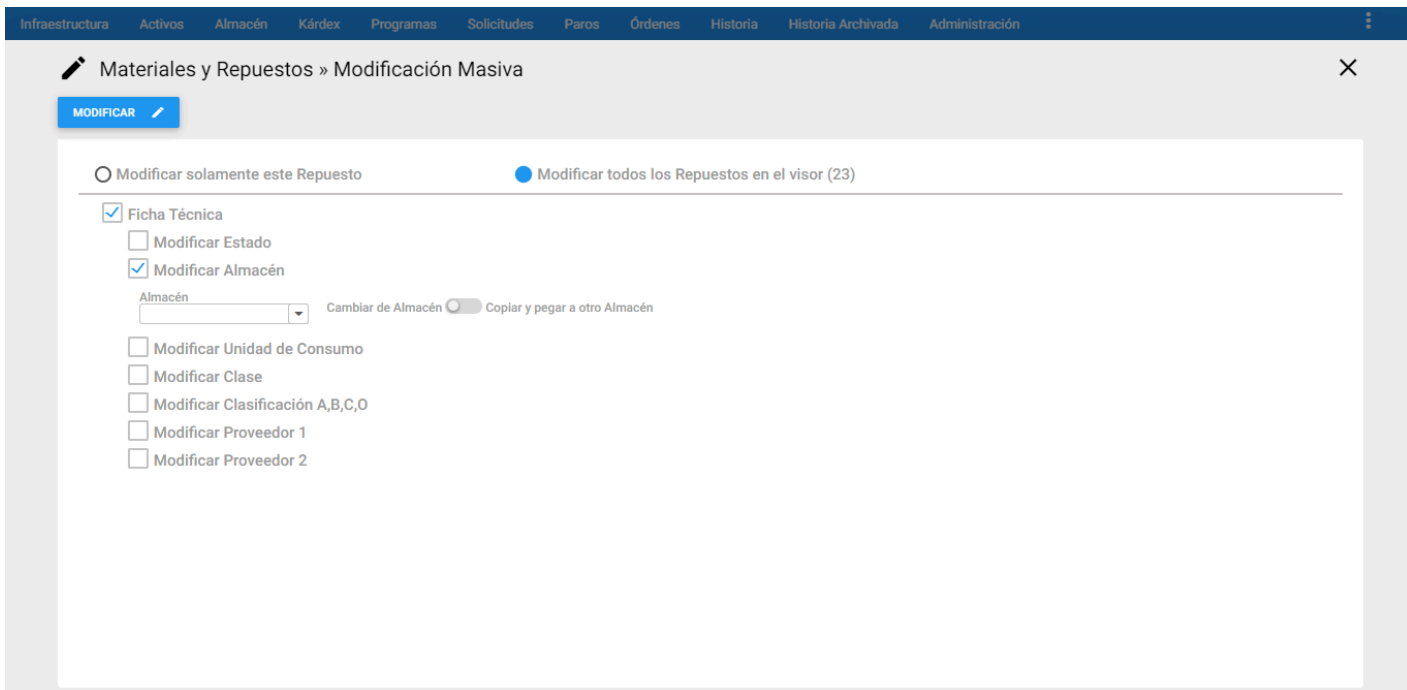 Infraestructura Activos Almacén Kárdex Programas Solicitudes Paros Órdenes Historia Historia Archivada Administración
Materiales y Repuestos » Modificación Masiva
MODIFICAR
Modificar solamente este Repuesto Modificar todos los Repuestos en el visor (23)
Ficha Técnica
Modificar Estado
Modificar Almacén
Almacén
Cambiar de Almacén Copiar y pegar a otro Almacén
Modificar Unidad de Consumo
Modificar Clase
Modificar Clasificación A,B,C,O
Modificar Proveedor 1
Modificar Proveedor 2